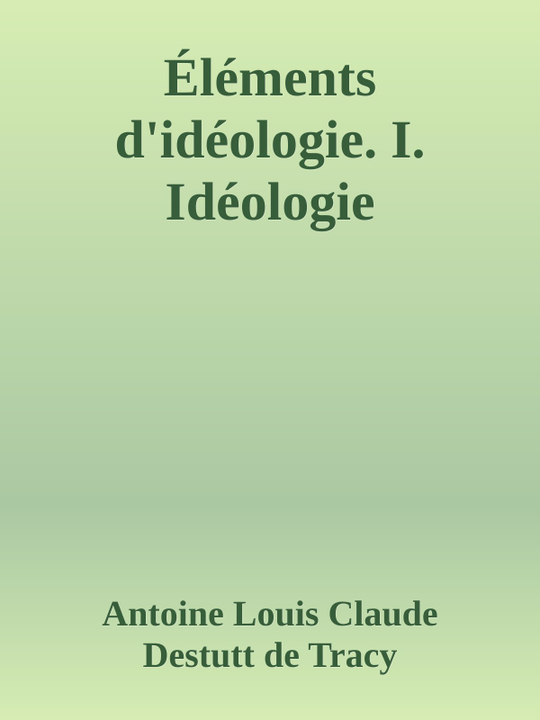 Éléments
d'idéologie. I.
Idéologie
Antoine Louis Claude
Destutt de Tracy